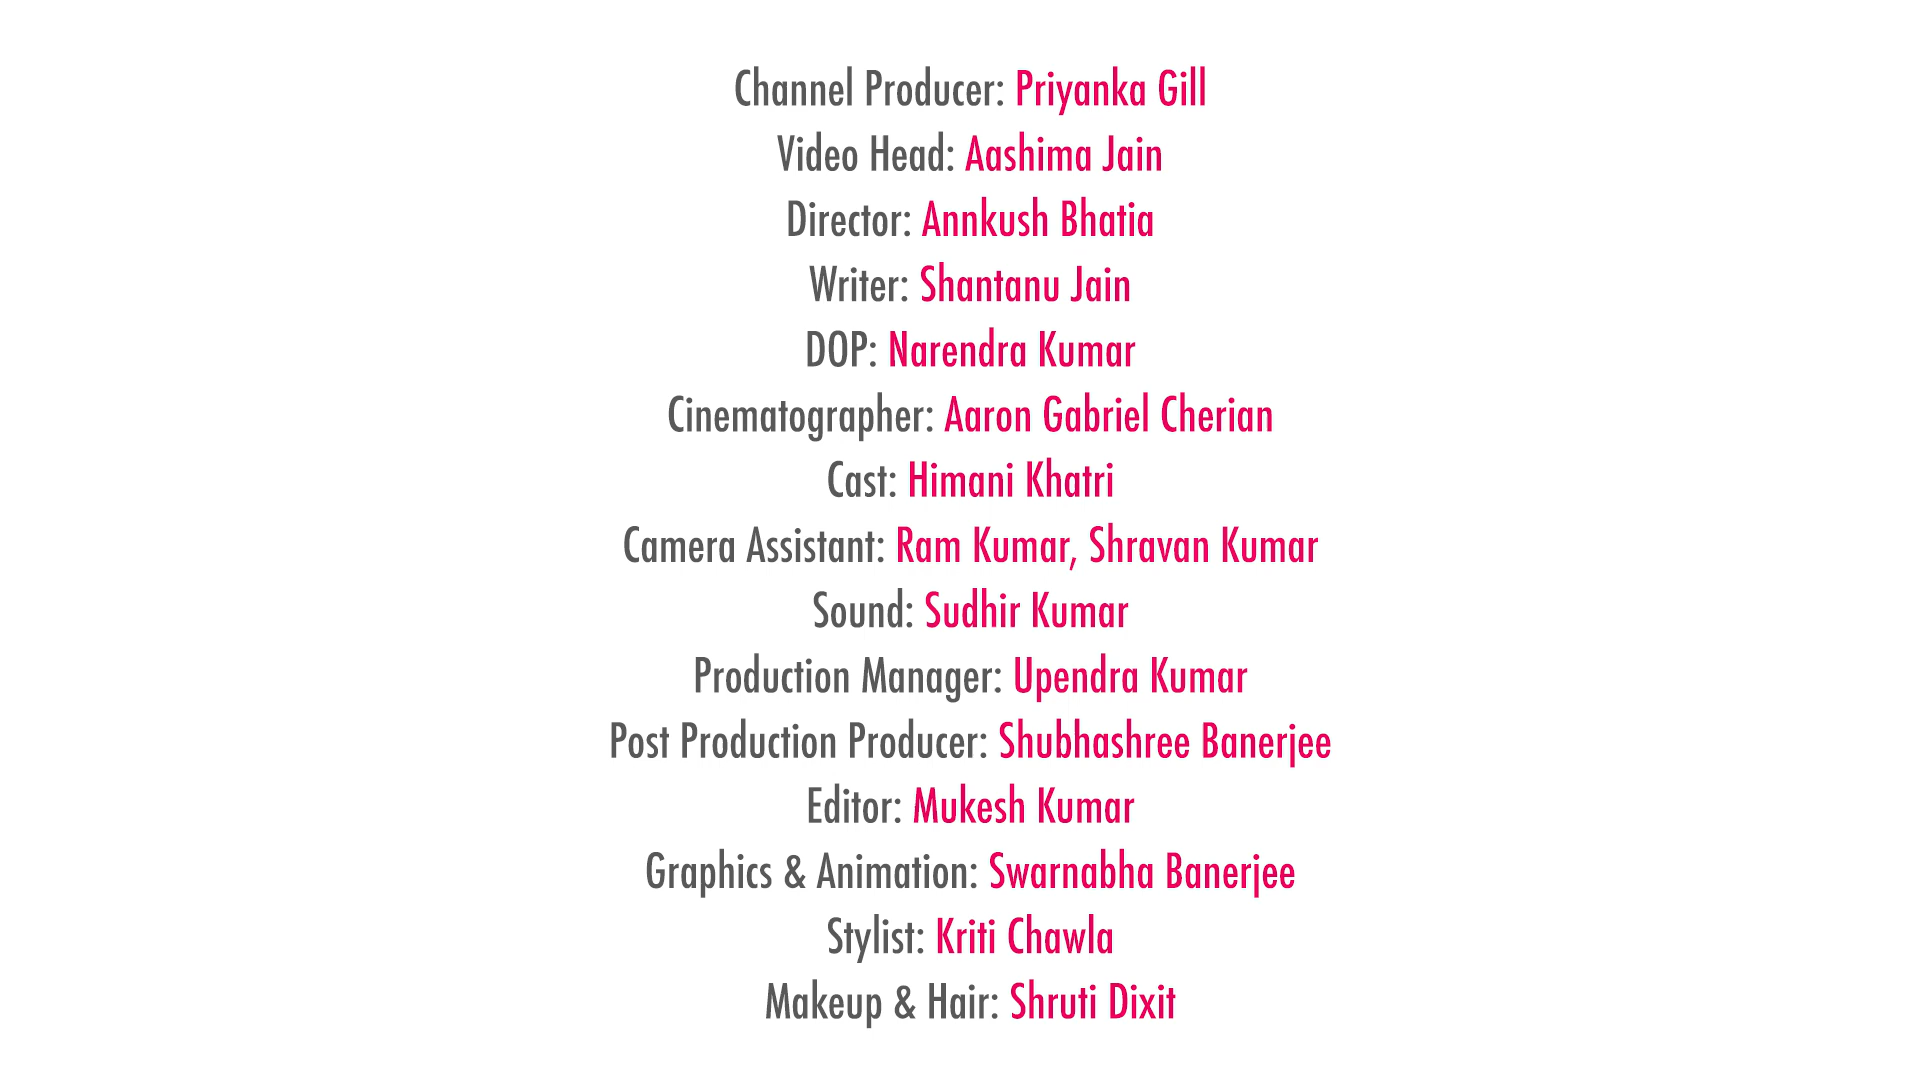 Channel Producer: Priyanka Gill
Video Head: Aashima Jain
Director: Annkush Bhatia
Writer: Shantanu Jain
DOP: Narendra Kumar
Cinematographer: Aaron Gabriel Cherian
Cast: Himani Khatri
Camera Assistant: Ram Kumar, Shravan Kumar
Sound: Sudhir Kumar
Production Manager: Upendra Kumar
Post Production Producer: Shubhashree Banerjee
Editor: Mukesh Kumar
Graphics & Animation: Swarnabha Banerjee
Stylist: Kriti Chawla
Makeup & Hair: Shruti Dixit